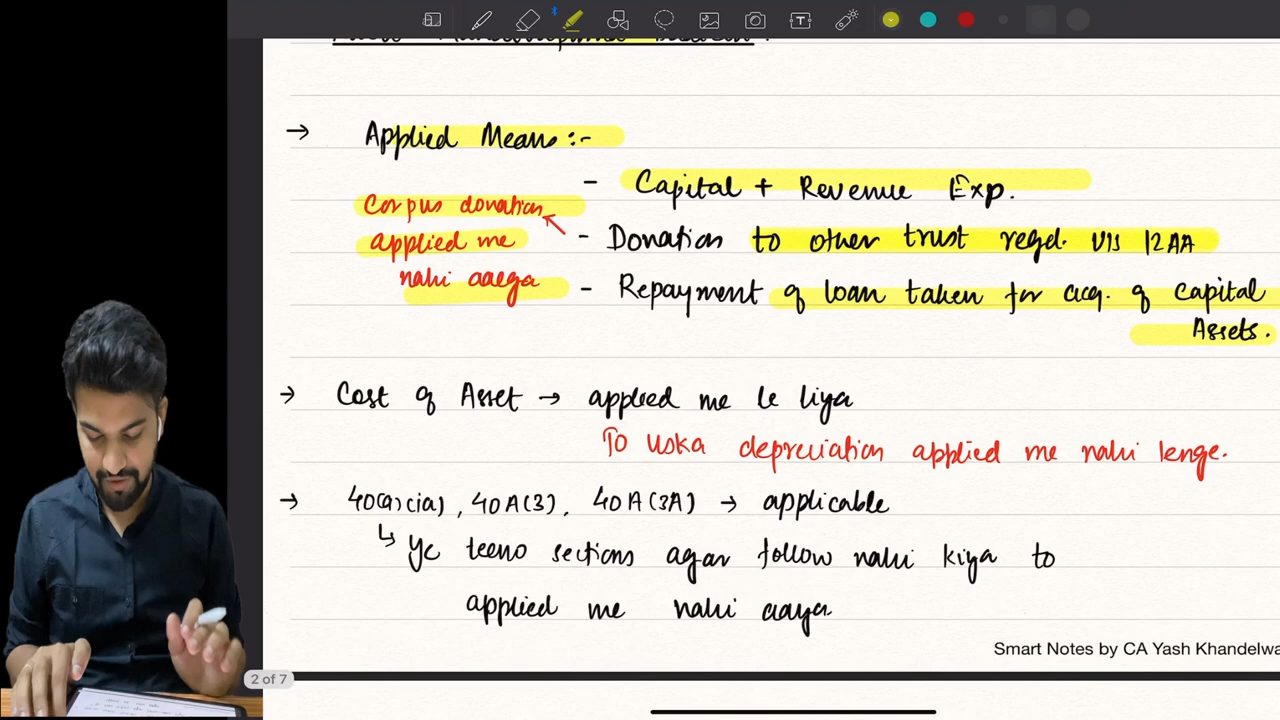 → Applied Means :-
- Capital + Revenue Exp.
corpus donation
applied me
nahi aaega
- Donation to other trust regd. U/s 12AA
- Repayment of loan taken for acq. of capital
Assets.
→ Cost of Asset → applied me le liya
To uska depreciation applied me nahi lenge.
→ 40(a)(ia), 40A(3), 40A(3A) → applicable
↳ Ye teeno sections agar follow nahi kiya to
applied me nahi aaya
Smart Notes by CA Yash Khandelwa
2 of 7